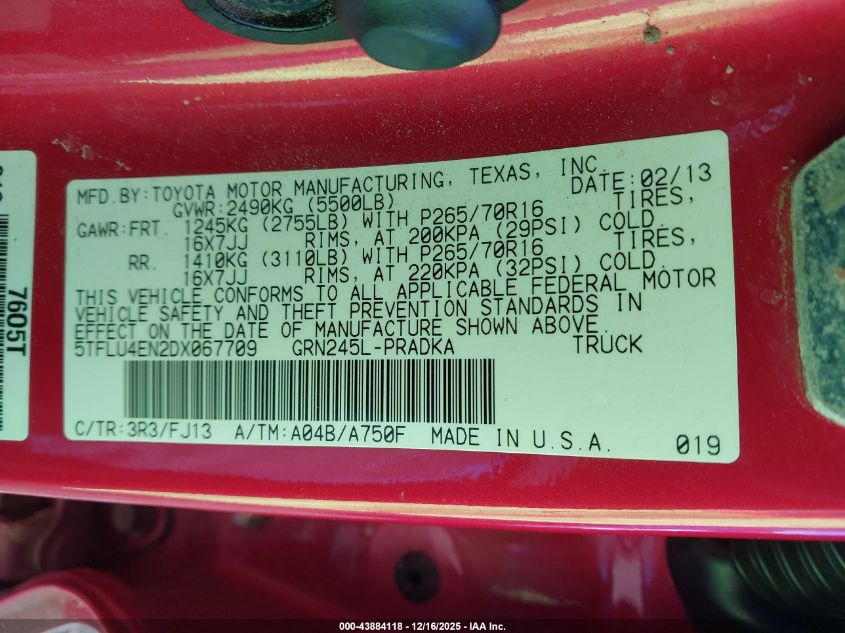 MFD.BY:TOYOTA MOTOR MANUFACTURING, TEXAS, INC.
GVWR:2490KG (5500LB) DATE:02/13
GAWR:FRT. 1245KG (2755LB) WITH P265/70R16 TIRES,
16X7JJ RIMS, AT 200KPA (29PSI) COLD,
RR. 1410KG (3110LB) WITH P265/70R16 TIRES,
16X7JJ RIMS, AT 220KPA (32PSI) COLD.
THIS VEHICLE CONFORMS TO ALL APPLICABLE FEDERAL MOTOR
VEHICLE SAFETY AND THEFT PREVENTION STANDARDS IN
EFFECT ON THE DATE OF MANUFACTURE SHOWN ABOVE.
5TFLU4EN2DX067709 GRN245L-PRADKA TRUCK
C/TR:3R3/FJ13 A/TM:A04B/A750F MADE IN U.S.A. 019
7605T
000-43884118 - 12/16/2025 - IAA Inc.